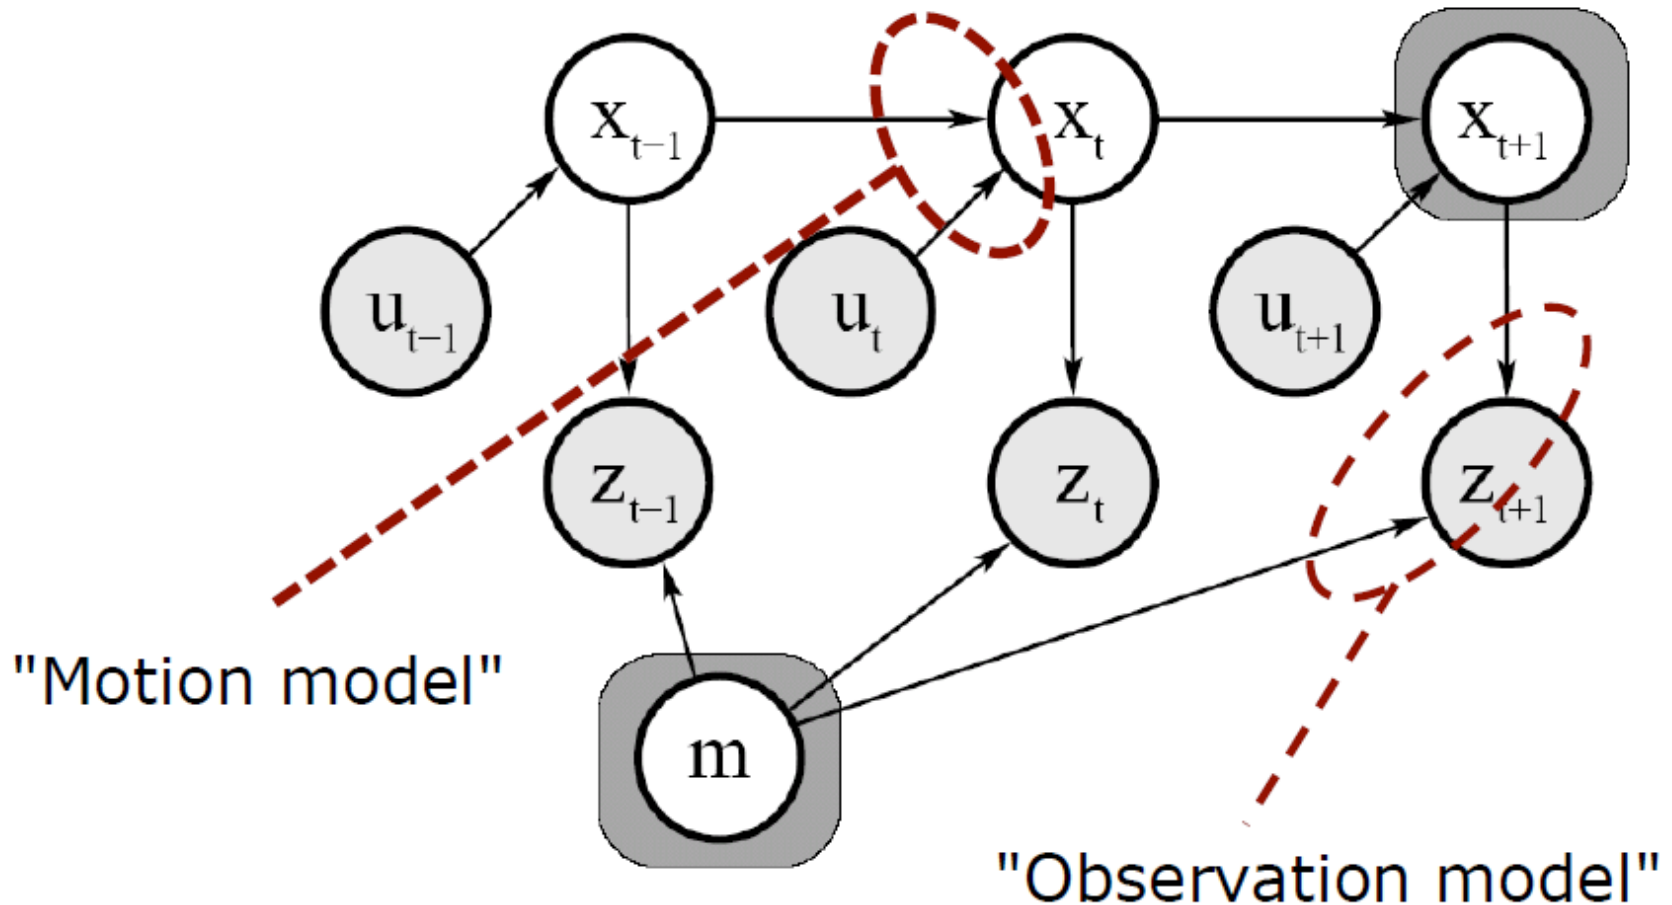 x_{t−1} x_t x_{t+1}
u_{t−1} u_t u_{t+1}
z_{t−1} z_t z_{t+1}
"Motion model"
m
"Observation model"